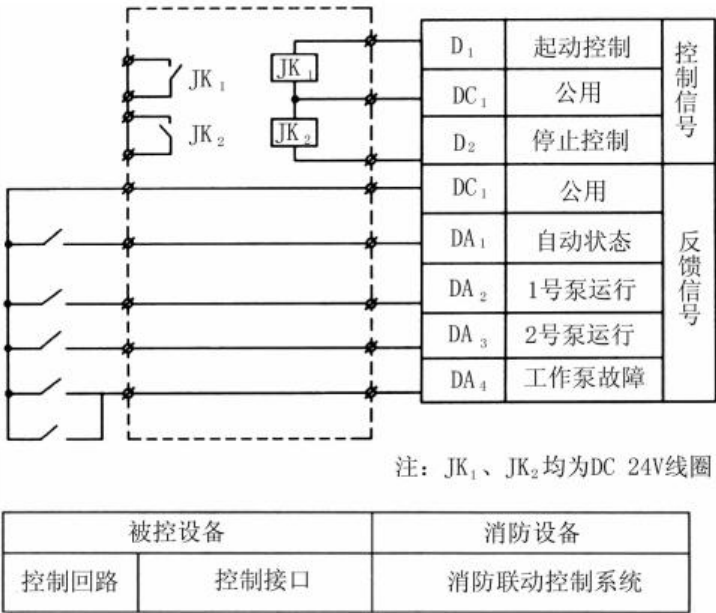 JK₁
JK₂
JK₁
JK₂
D₁ 起动控制
DC₁ 公用
D₂ 停止控制
控制信号
DC₁ 公用
DA₁ 自动状态
DA₂ 1号泵运行
DA₃ 2号泵运行
DA₄ 工作泵故障
反馈信号
注：JK₁、JK₂均为DC 24V线圈
被控设备 消防设备
控制回路 控制接口 消防联动控制系统